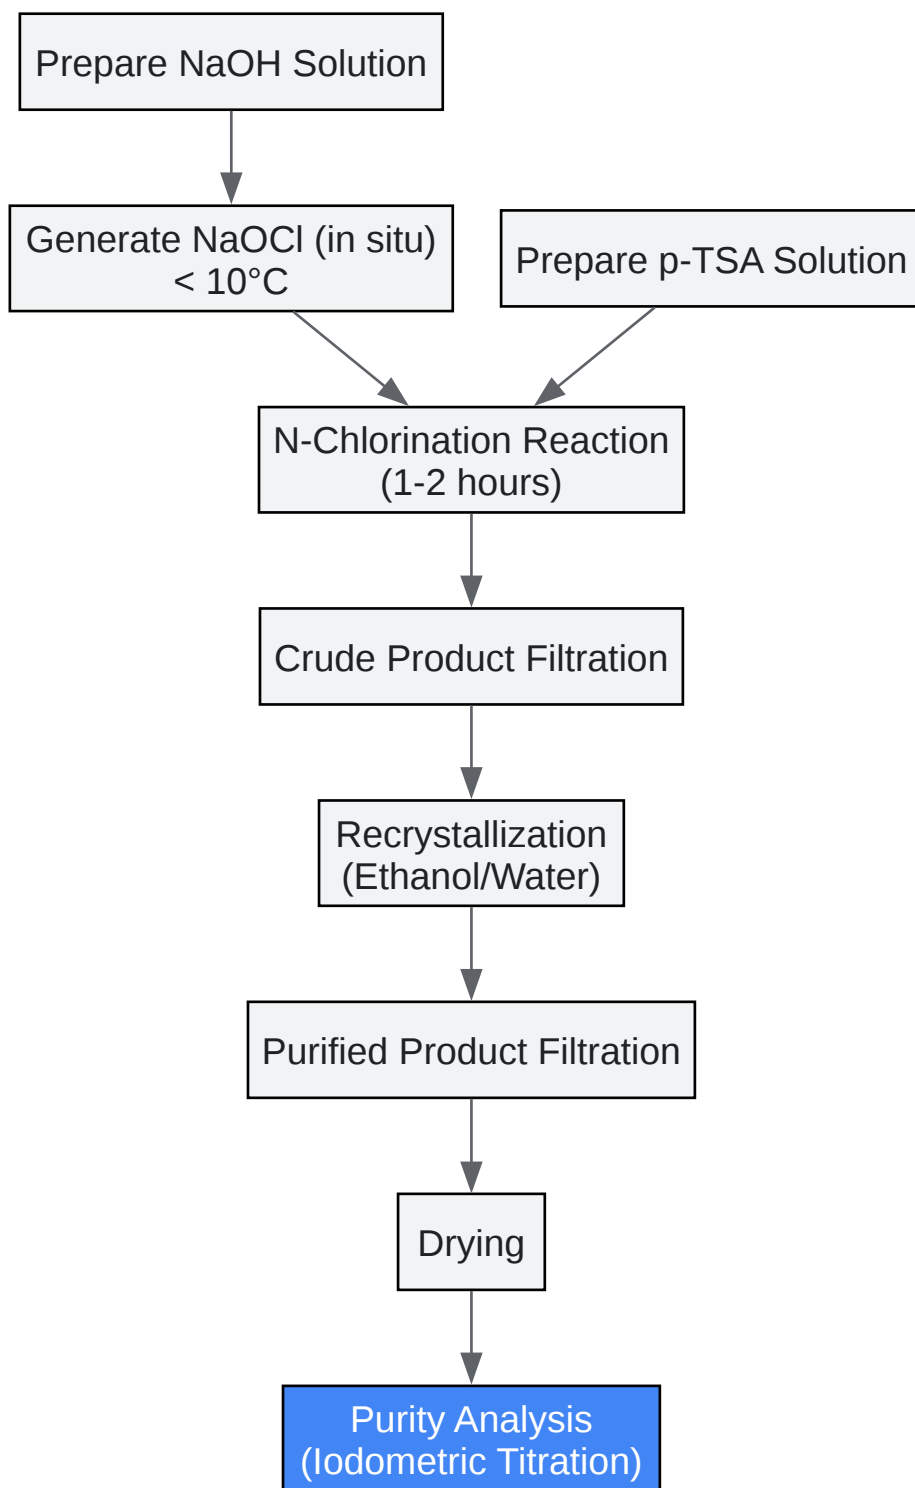 Prepare NaOH Solution
Generate NaOCl (in situ)
< 10°C
Prepare p-TSA Solution
N-Chlorination Reaction
(1-2 hours)
Crude Product Filtration
Recrystallization
(Ethanol/Water)
Purified Product Filtration
Drying
Purity Analysis
(Iodometric Titration)